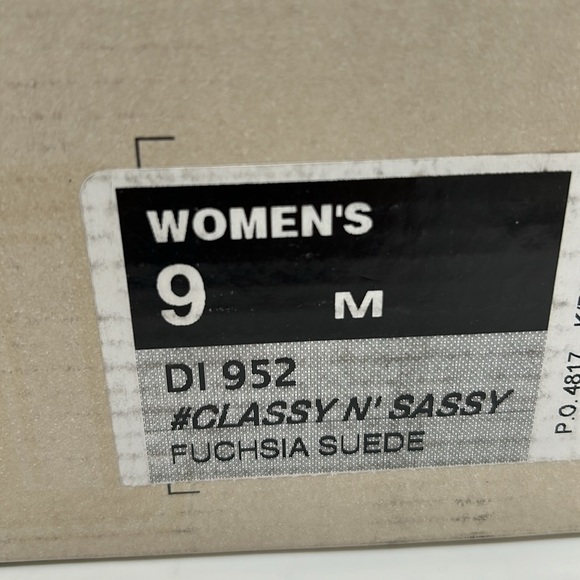 WOMEN'S
9 M
DI 952
#CLASSY N' SASSY
FUCHSIA SUEDE
P.O.4817